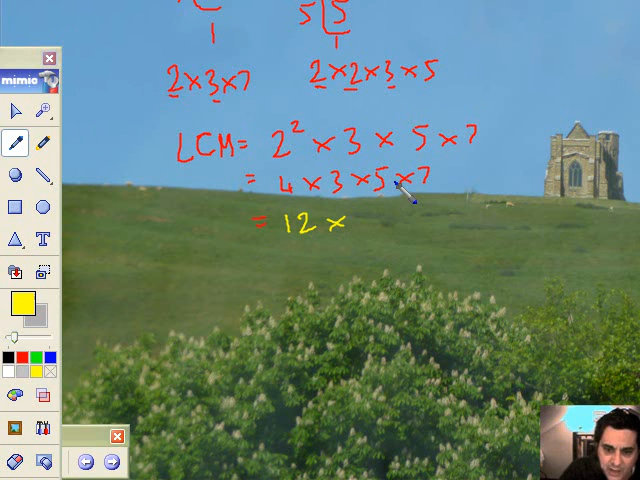 5 5
1 1
2×3×7 2×2×3×5
mimio
LCM = 2² × 3 × 5 × 7
= 4 × 3 × 5 × 7
= 12 ×
T